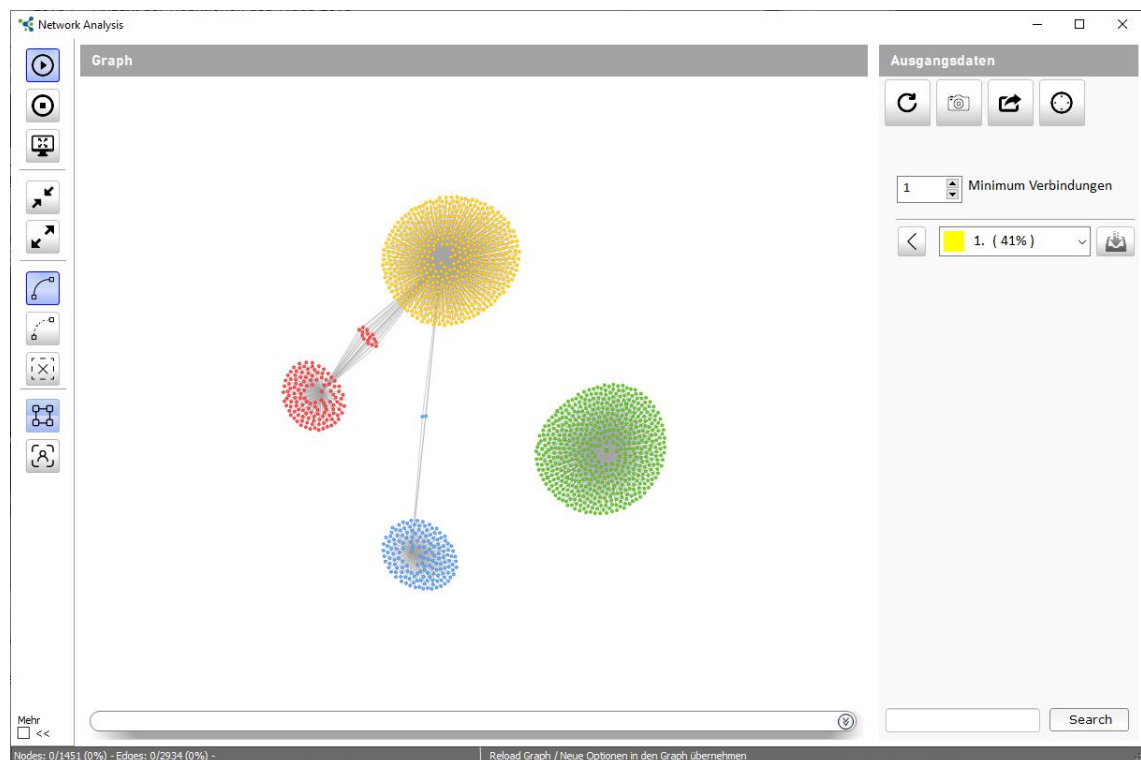 Network Analysis
Graph
Ausgangsdaten
1
Minimum Verbindungen
1. ( 41% )
Mehr
<<
Search
Nodes: 0/1451 (0%) - Edges: 0/2934 (0%) -
Reload Graph / Neue Optionen in den Graph übernehmen